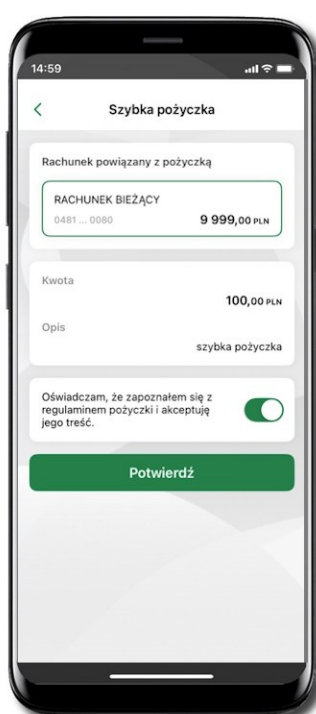 14:59
Szybka pożyczka
Rachunek powiązany z pożyczką
RACHUNEK BIEŻĄCY
0481 ... 0080 9 999,00 PLN
Kwota
100,00 PLN
Opis
szybka pożyczka
Oświadczam, że zapoznałem się z
regulaminem pożyczki i akceptuję
jego treść.
Potwierdź